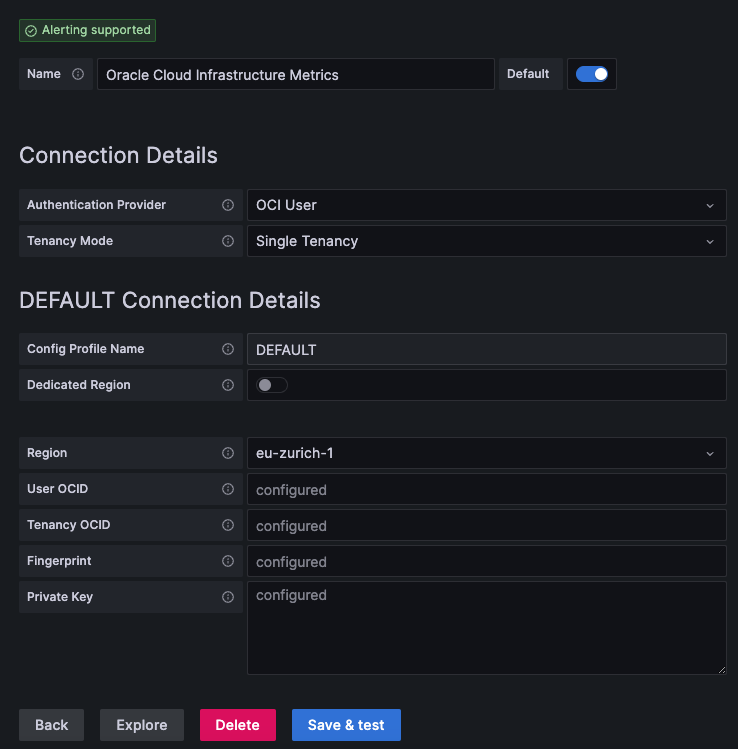 Alerting supported
Name Oracle Cloud Infrastructure Metrics Default
Connection Details
Authentication Provider OCI User
Tenancy Mode Single Tenancy
DEFAULT Connection Details
Config Profile Name DEFAULT
Dedicated Region
Region eu-zurich-1
User OCID configured
Tenancy OCID configured
Fingerprint configured
Private Key configured
Back Explore Delete Save & test